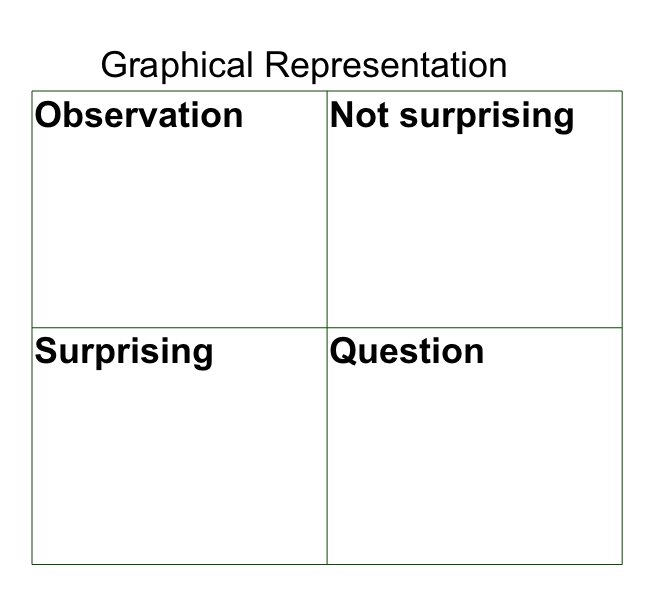 Graphical Representation
Observation
Not surprising
Surprising
Question